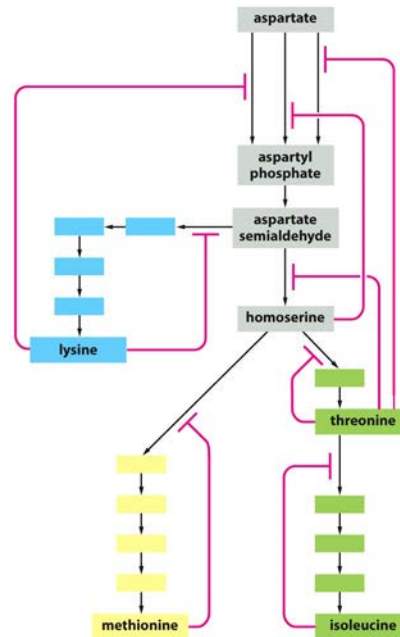 aspartate
aspartyl
phosphate
aspartate
semialdehyde
homoserine
lysine
threonine
methionine
isoleucine